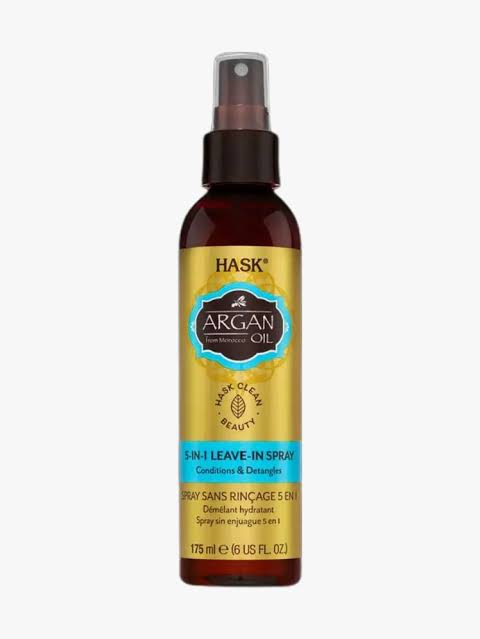 HASK®
ARGAN
from Morocco OIL
HASK CLEAN
BEAUTY
5-IN-1 LEAVE-IN SPRAY
Conditions & Detangles
SPRAY SANS RINÇAGE 5 EN 1
Démêlant hydratant
Spray sin enjuague 5 en 1
175 ml ℮ (6 US FL. OZ.)